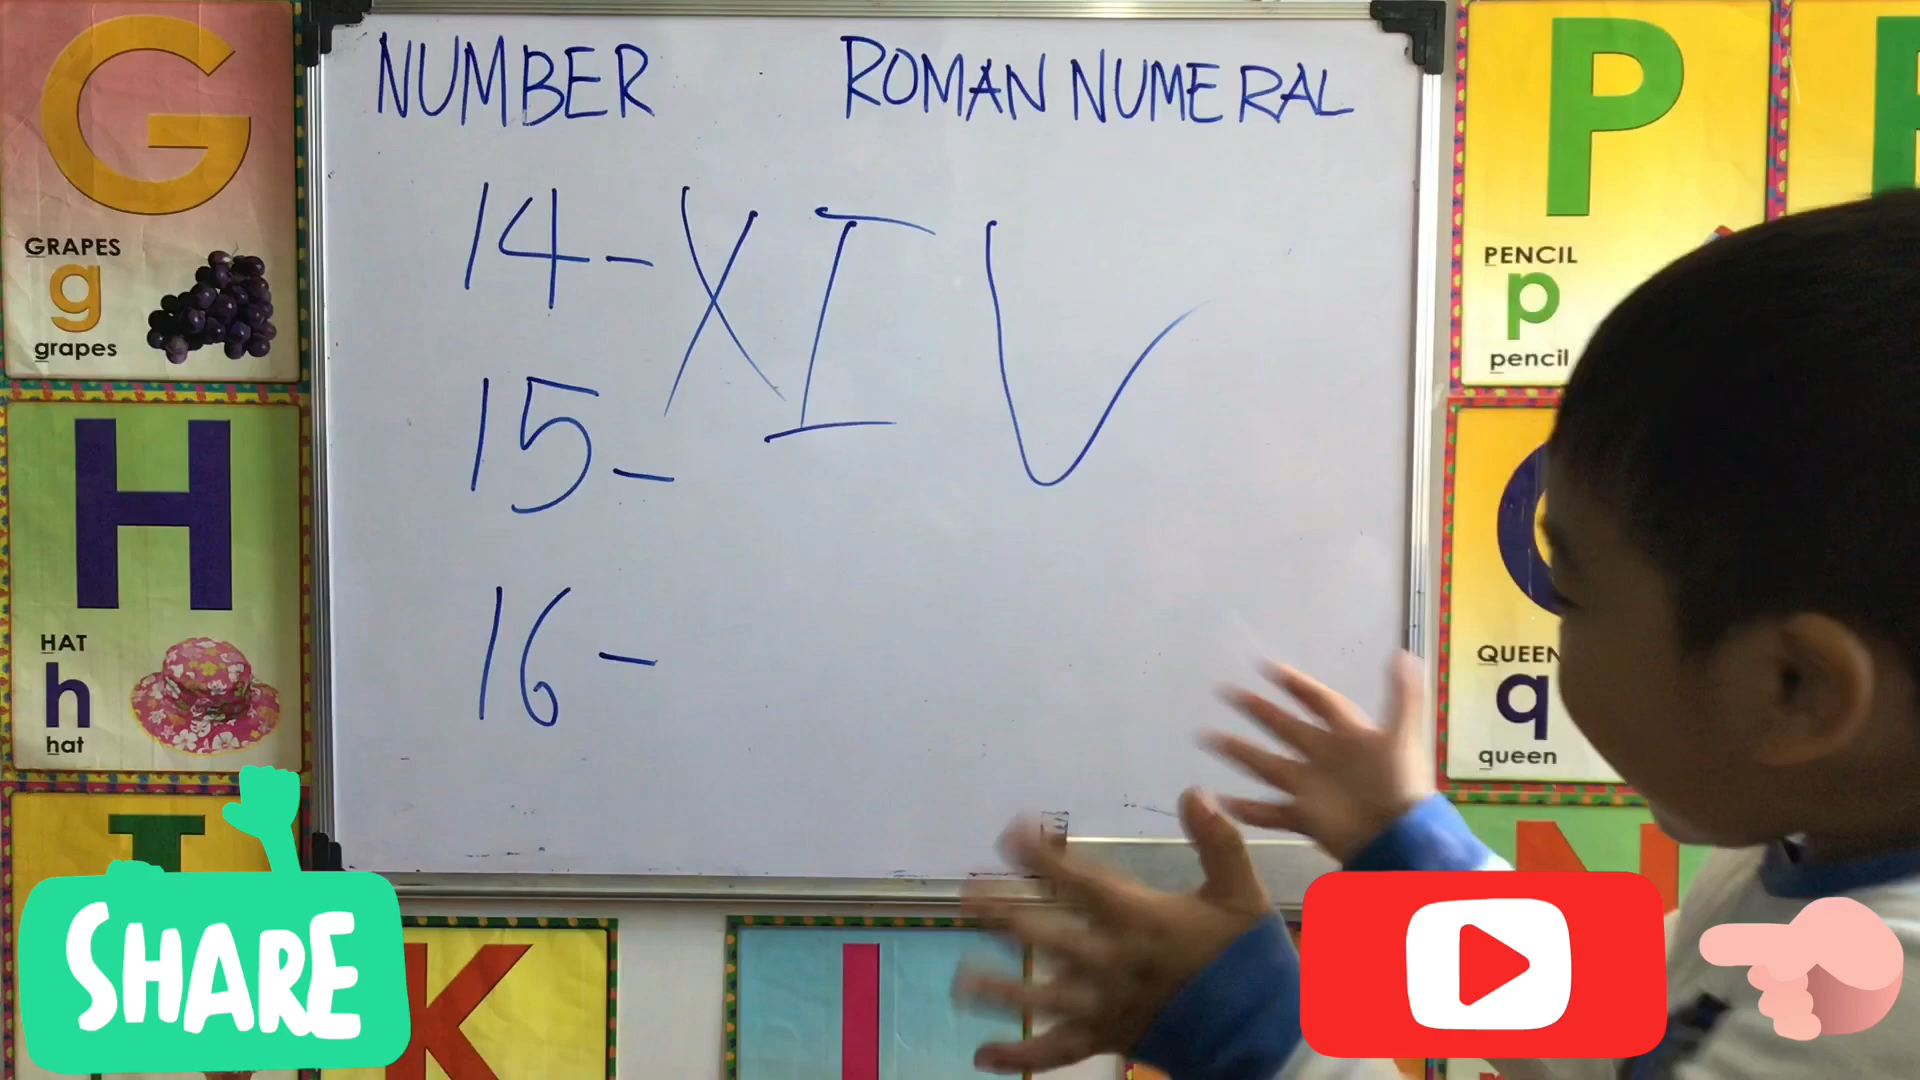 NUMBER ROMAN NUMERAL
14- XIV
15-
16-
G
GRAPES
g
grapes
H
HAT
h
hat
P
PENCIL
p
pencil
QUEEN
q
queen
K
SHARE